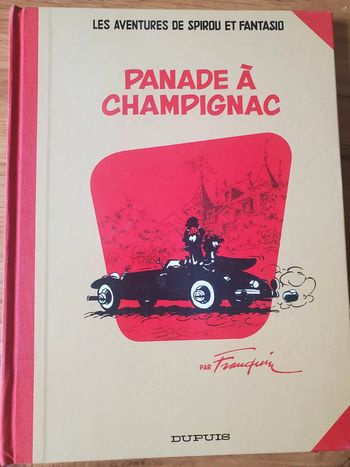 LES AVENTURES DE SPIROU ET FANTASIO
PANADE À
CHAMPIGNAC
PAR Franquin
DUPUIS